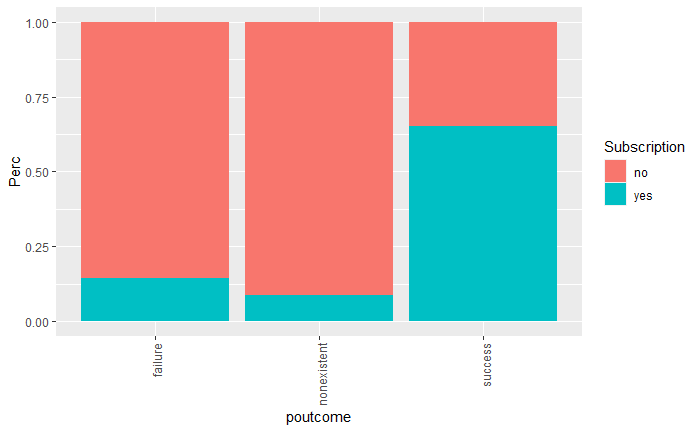 1.00
0.75
0.50
0.25
0.00
Perc
failure
nonexistent
success
poutcome
Subscription
no
yes